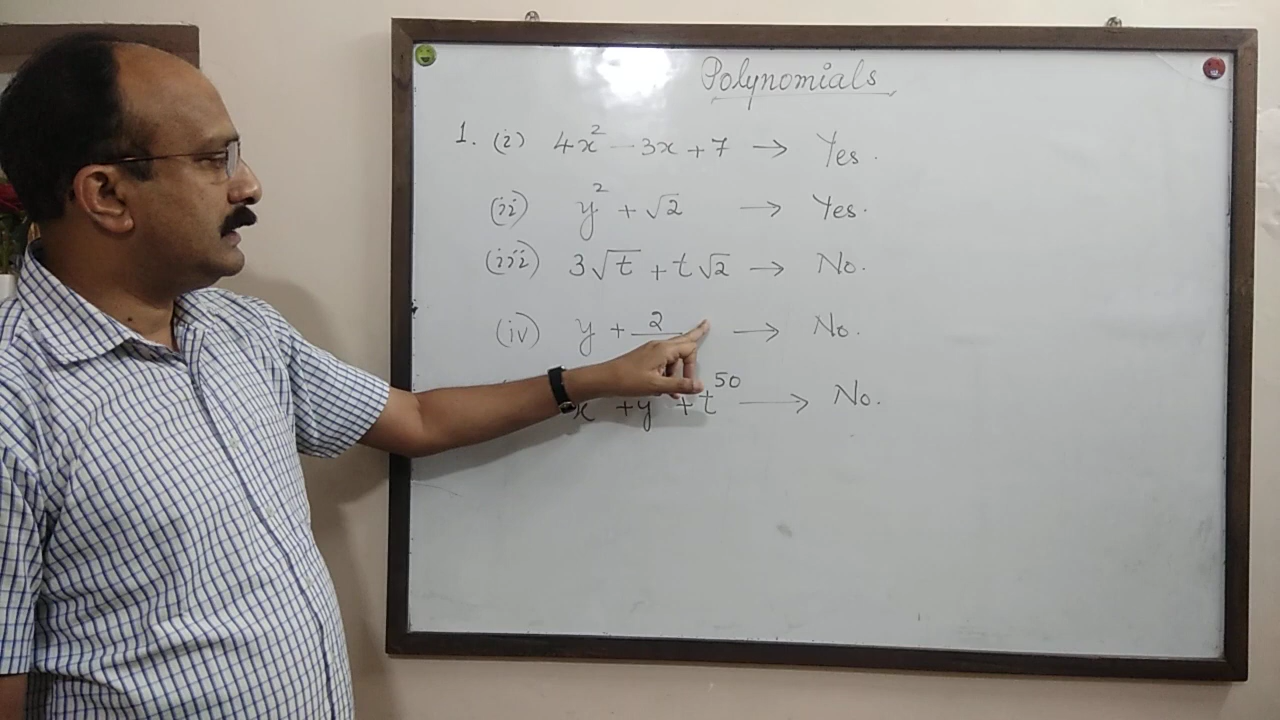 Polynomials
1. (i) 4x² - 3x + 7 → Yes.
(ii) y² + √2 → Yes.
(iii) 3√t + t√2 → No.
(iv) y + 2 → No.
x + y + t⁵⁰ → No.